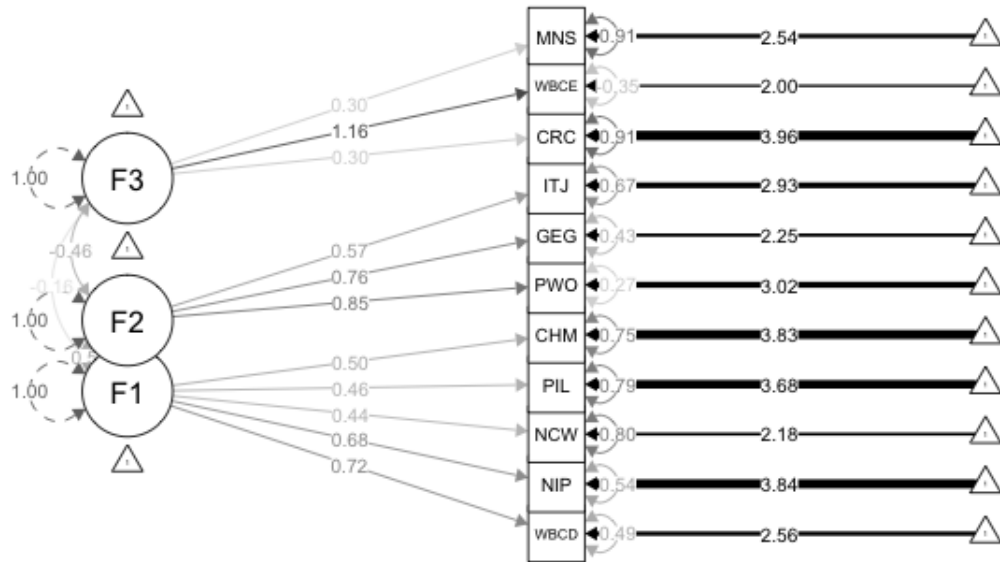 MNS 0.91 2.54
WBCE -0.35 2.00
0.30
1.16
CRC 0.91 3.96
0.30
F3
1.00
ITJ 0.67 2.93
GEG 0.43 2.25
-0.46
0.57
0.76
PWO 0.27 3.02
-0.16
0.85
F2
1.00
CHM 0.75 3.83
0.50
PIL 0.79 3.68
0.46
F1
1.00
0.44
NCW 0.80 2.18
0.68
0.72
NIP 0.54 3.84
WBCD 0.49 2.56